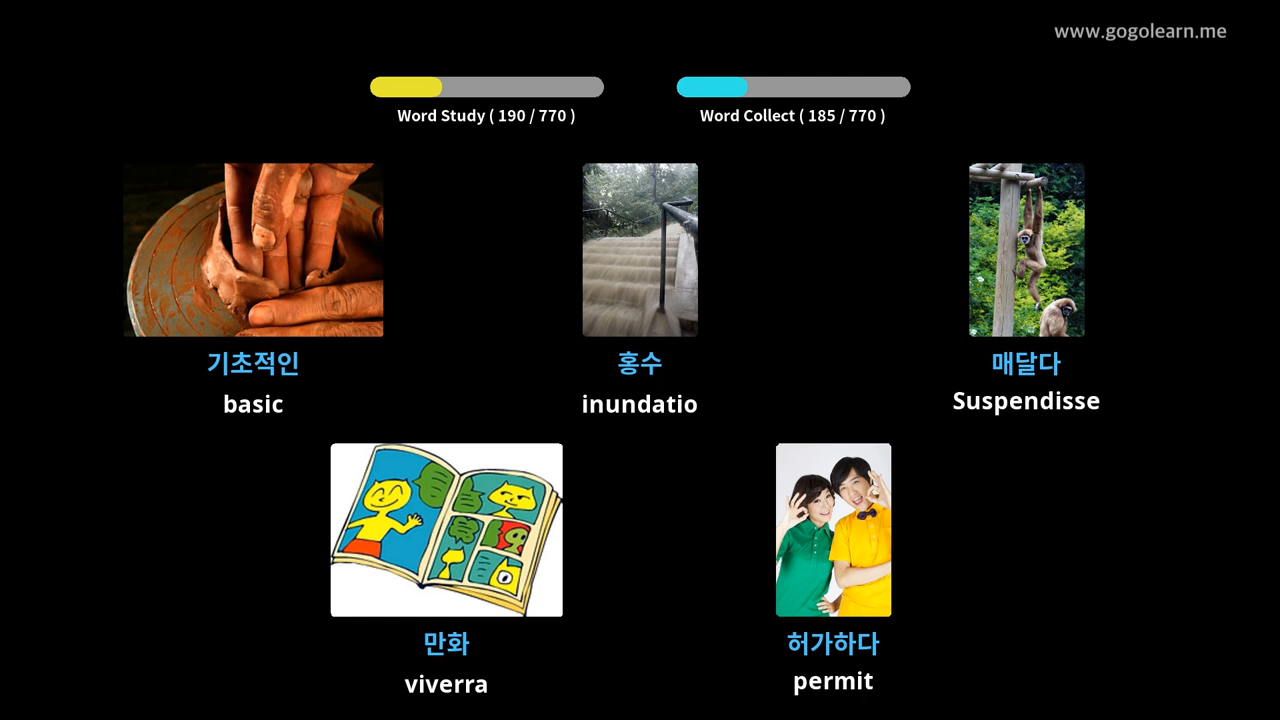 www.gogolearn.me
Word Study ( 190 / 770 )
Word Collect ( 185 / 770 )
기초적인
basic
홍수
inundatio
매달다
Suspendisse
만화
viverra
허가하다
permit